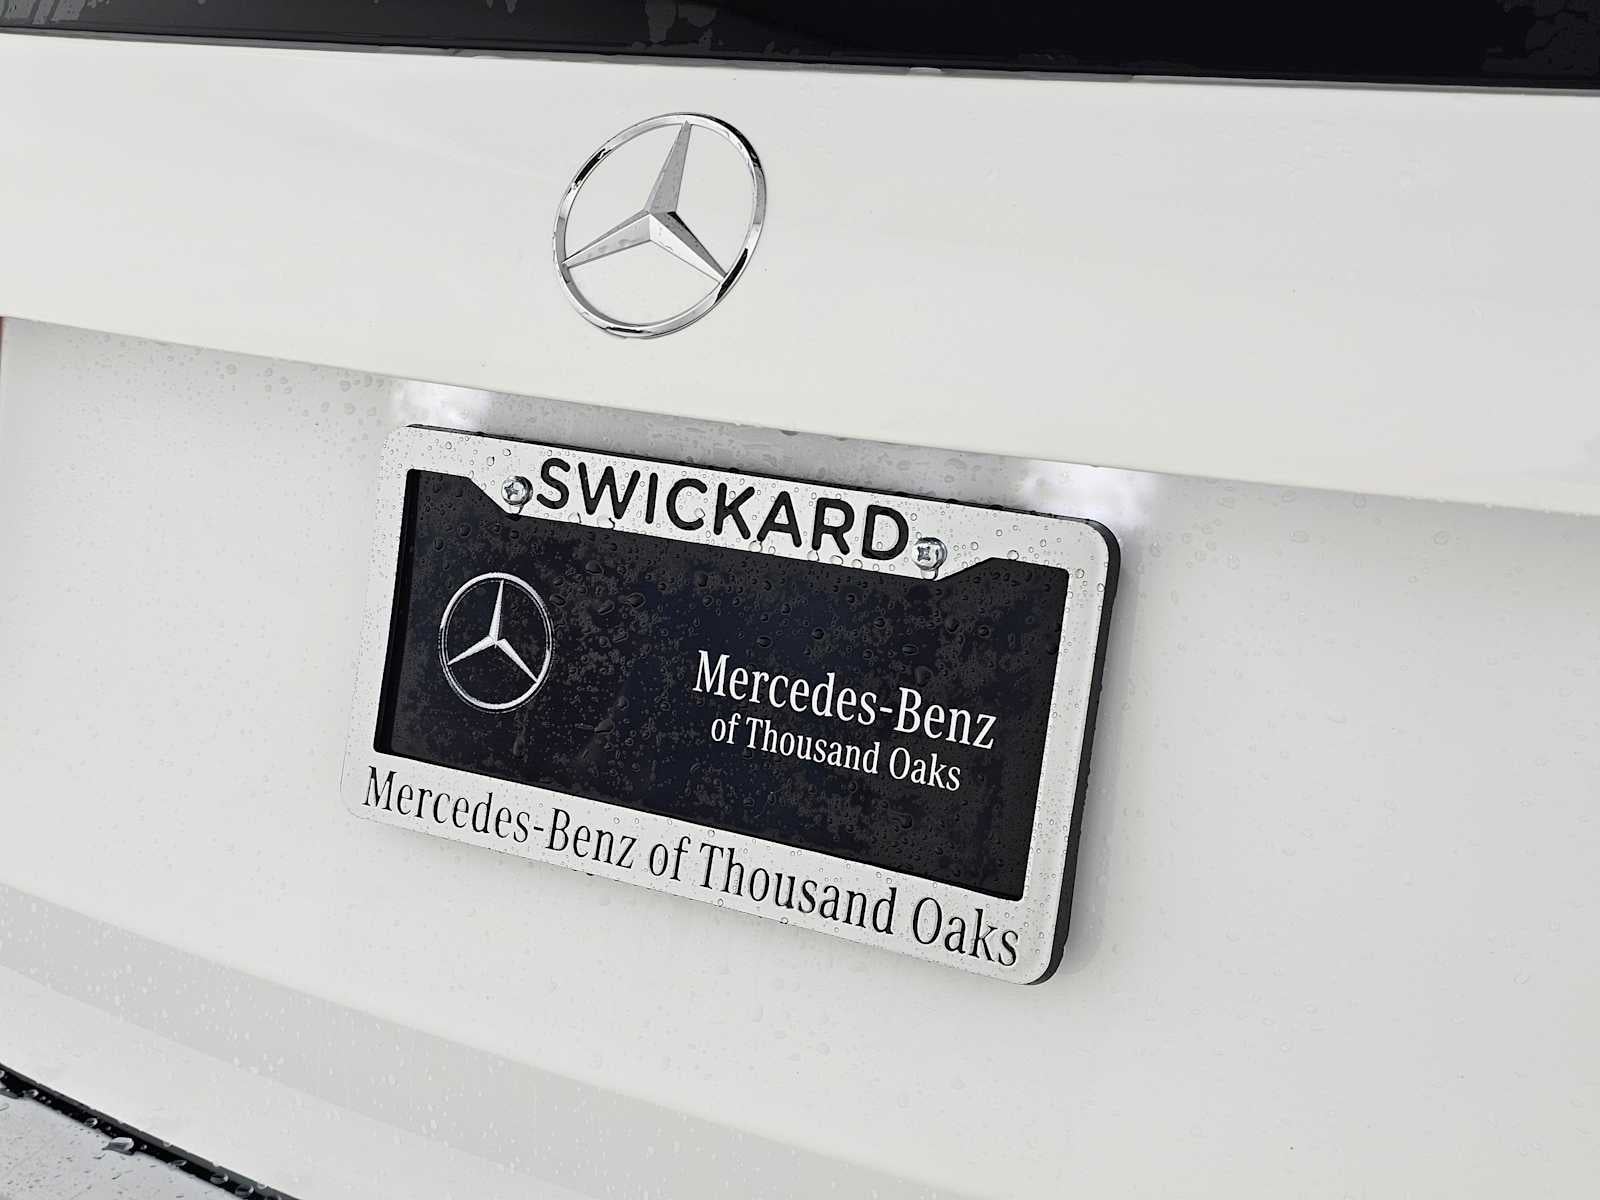 SWICKARD
Mercedes-Benz
of Thousand Oaks
Mercedes-Benz of Thousand Oaks